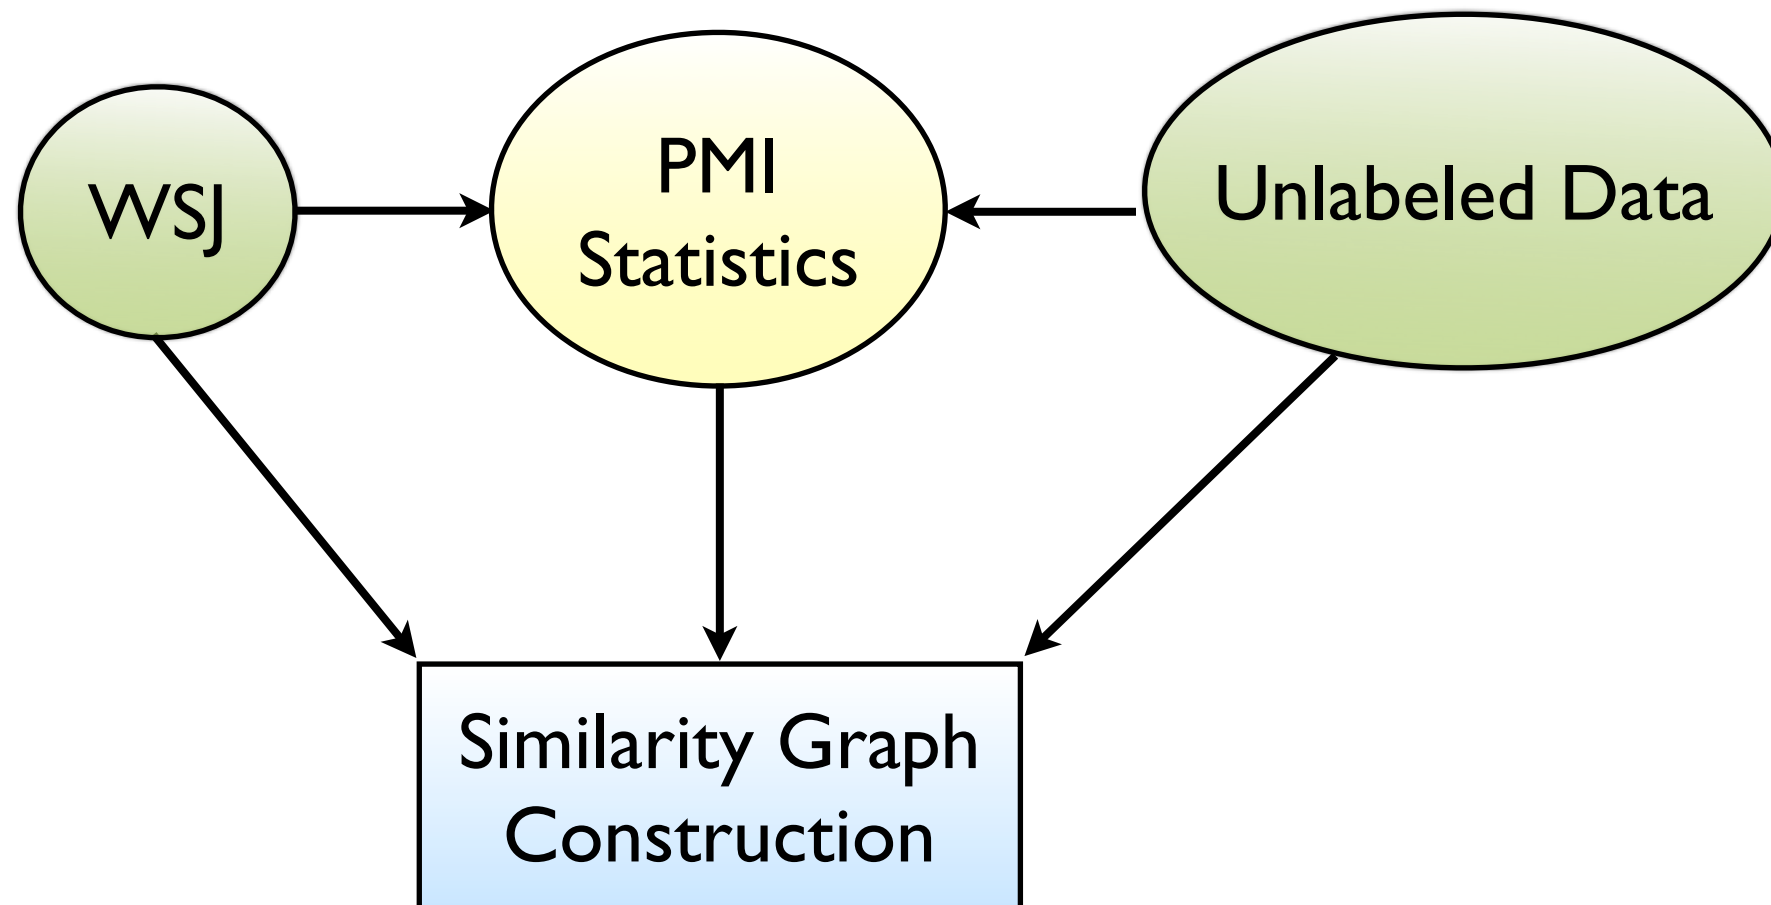 WSJ
PMI
Statistics
Unlabeled Data
Similarity Graph
Construction